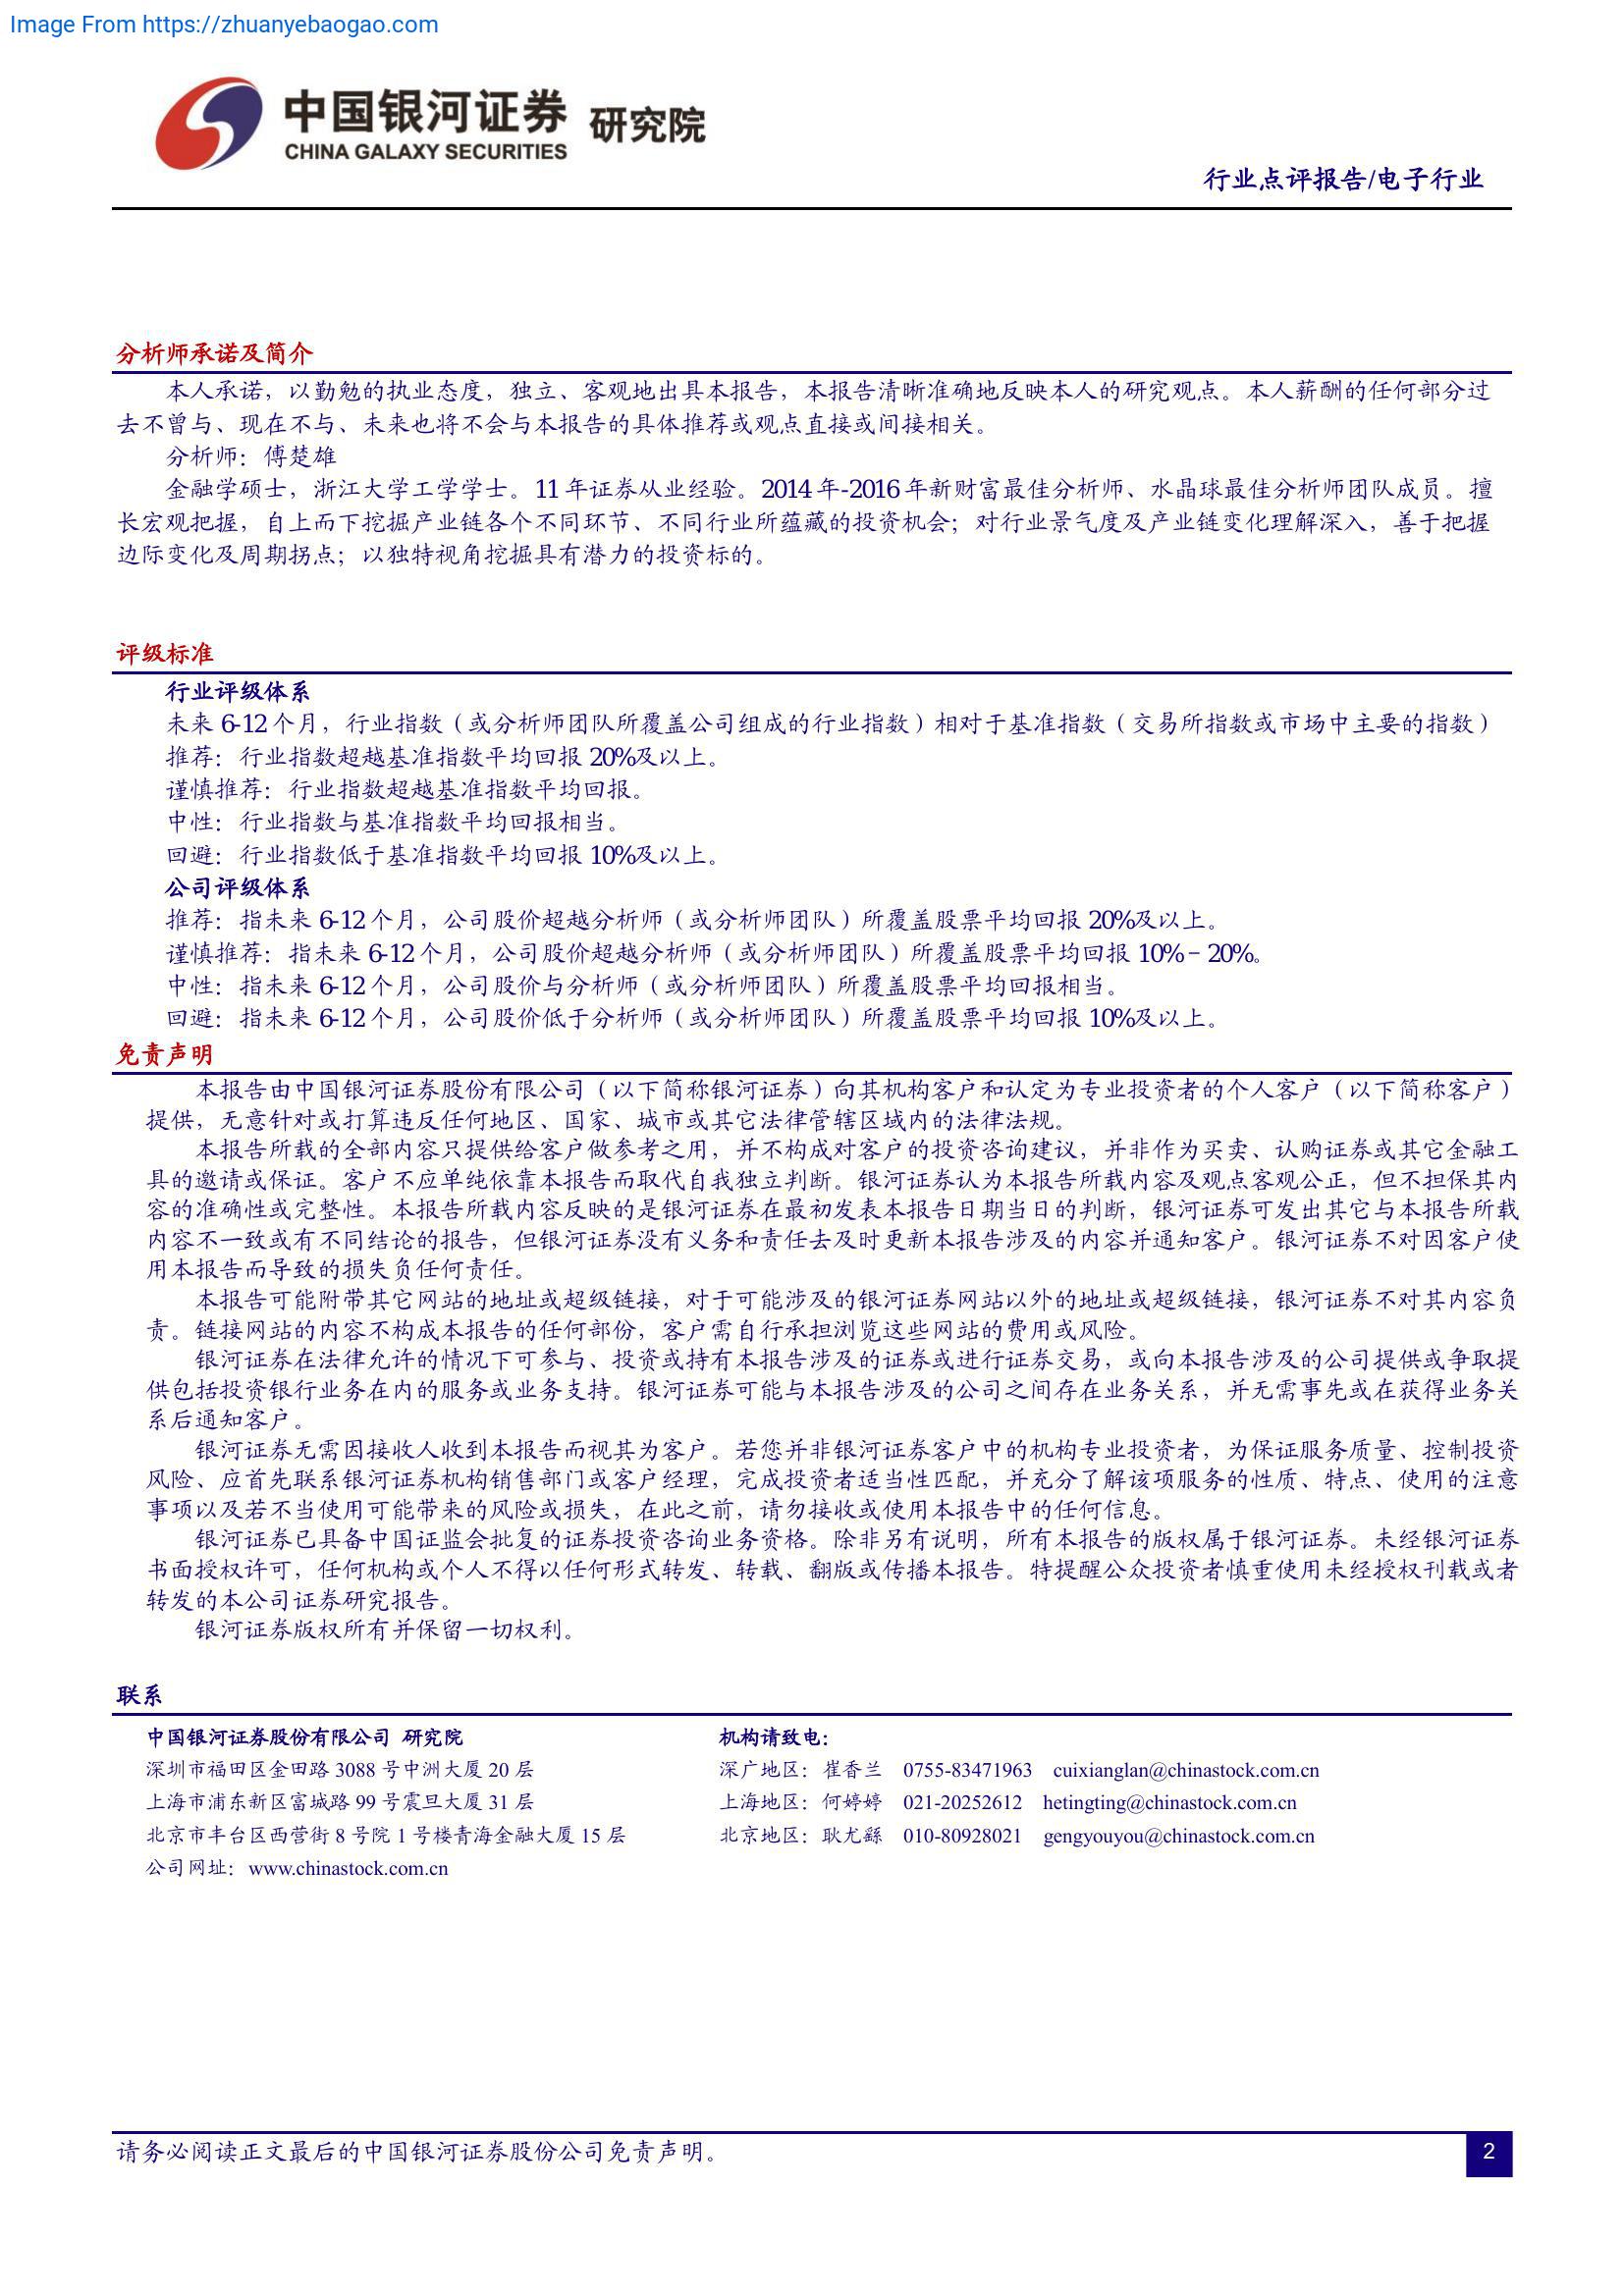 Image From https://zhuanyebaogao.com
中国银河证券 研究院
CHINA GALAXY SECURITIES
行业点评报告/电子行业
分析师承诺及简介
本人承诺，以勤勉的执业态度，独立、客观地出具本报告，本报告清晰准确地反映本人的研究观点。本人薪酬的任何部分过
去不曾与、现在不与、未来也将不会与本报告的具体推荐或观点直接或间接相关。
分析师：傅楚雄
金融学硕士，浙江大学工学学士。11 年证券从业经验。2014 年-2016 年新财富最佳分析师、水晶球最佳分析师团队成员。擅
长宏观把握，自上而下挖掘产业链各个不同环节、不同行业所蕴藏的投资机会；对行业景气度及产业链变化理解深入，善于把握
边际变化及周期拐点；以独特视角挖掘具有潜力的投资标的。
评级标准
行业评级体系
未来 6-12 个月，行业指数（或分析师团队所覆盖公司组成的行业指数）相对于基准指数（交易所指数或市场中主要的指数）
推荐：行业指数超越基准指数平均回报 20%及以上。
谨慎推荐：行业指数超越基准指数平均回报。
中性：行业指数与基准指数平均回报相当。
回避：行业指数低于基准指数平均回报 10%及以上。
公司评级体系
推荐：指未来 6-12 个月，公司股价超越分析师（或分析师团队）所覆盖股票平均回报 20%及以上。
谨慎推荐：指未来 6-12 个月，公司股价超越分析师（或分析师团队）所覆盖股票平均回报 10%－20%。
中性：指未来 6-12 个月，公司股价与分析师（或分析师团队）所覆盖股票平均回报相当。
回避：指未来 6-12 个月，公司股价低于分析师（或分析师团队）所覆盖股票平均回报 10%及以上。
免责声明
本报告由中国银河证券股份有限公司（以下简称银河证券）向其机构客户和认定为专业投资者的个人客户（以下简称客户）
提供，无意针对或打算违反任何地区、国家、城市或其它法律管辖区域内的法律法规。
本报告所载的全部内容只提供给客户做参考之用，并不构成对客户的投资咨询建议，并非作为买卖、认购证券或其它金融工
具的邀请或保证。客户不应单纯依靠本报告而取代自我独立判断。银河证券认为本报告所载内容及观点客观公正，但不担保其内
容的准确性或完整性。本报告所载内容反映的是银河证券在最初发表本报告日期当日的判断，银河证券可发出其它与本报告所载
内容不一致或有不同结论的报告，但银河证券没有义务和责任去及时更新本报告涉及的内容并通知客户。银河证券不对因客户使
用本报告而导致的损失负任何责任。
本报告可能附带其它网站的地址或超级链接，对于可能涉及的银河证券网站以外的地址或超级链接，银河证券不对其内容负
责。链接网站的内容不构成本报告的任何部份，客户需自行承担浏览这些网站的费用或风险。
银河证券在法律允许的情况下可参与、投资或持有本报告涉及的证券或进行证券交易，或向本报告涉及的公司提供或争取提
供包括投资银行业务在内的服务或业务支持。银河证券可能与本报告涉及的公司之间存在业务关系，并无需事先或在获得业务关
系后通知客户。
银河证券无需因接收人收到本报告而视其为客户。若您并非银河证券客户中的机构专业投资者，为保证服务质量、控制投资
风险、应首先联系银河证券机构销售部门或客户经理，完成投资者适当性匹配，并充分了解该项服务的性质、特点、使用的注意
事项以及若不当使用可能带来的风险或损失，在此之前，请勿接收或使用本报告中的任何信息。
银河证券已具备中国证监会批复的证券投资咨询业务资格。除非另有说明，所有本报告的版权属于银河证券。未经银河证券
书面授权许可，任何机构或个人不得以任何形式转发、转载、翻版或传播本报告。特提醒公众投资者慎重使用未经授权刊载或者
转发的本公司证券研究报告。
银河证券版权所有并保留一切权利。
联系
中国银河证券股份有限公司 研究院
深圳市福田区金田路 3088 号中洲大厦 20 层
上海市浦东新区富城路 99 号震旦大厦 31 层
北京市丰台区西营街 8 号院 1 号楼青海金融大厦 15 层
公司网址：www.chinastock.com.cn
机构请致电：
深广地区：崔香兰 0755-83471963 cuixianglan@chinastock.com.cn
上海地区：何婷婷 021-20252612 hetingting@chinastock.com.cn
北京地区：耿尤繇 010-80928021 gengyouyou@chinastock.com.cn
请务必阅读正文最后的中国银河证券股份公司免责声明。
2